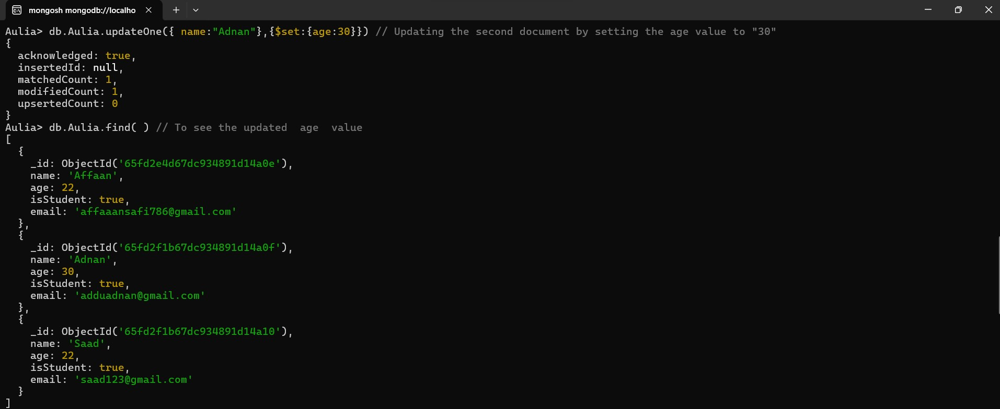 mongosh mongodb://localho
Aulia> db.Aulia.updateOne({ name:"Adnan"},{$set:{age:30}}) // Updating the second document by setting the age value to "30"
{
  acknowledged: true,
  insertedId: null,
  matchedCount: 1,
  modifiedCount: 1,
  upsertedCount: 0
}
Aulia> db.Aulia.find( ) // To see the updated  age  value
[
  {
    _id: ObjectId('65fd2e4d67dc934891d14a0e'),
    name: 'Affaan',
    age: 22,
    isStudent: true,
    email: 'affaaansafi786@gmail.com'
  },
  {
    _id: ObjectId('65fd2f1b67dc934891d14a0f'),
    name: 'Adnan',
    age: 30,
    isStudent: true,
    email: 'adduadnan@gmail.com'
  },
  {
    _id: ObjectId('65fd2f1b67dc934891d14a10'),
    name: 'Saad',
    age: 22,
    isStudent: true,
    email: 'saad123@gmail.com'
  }
]